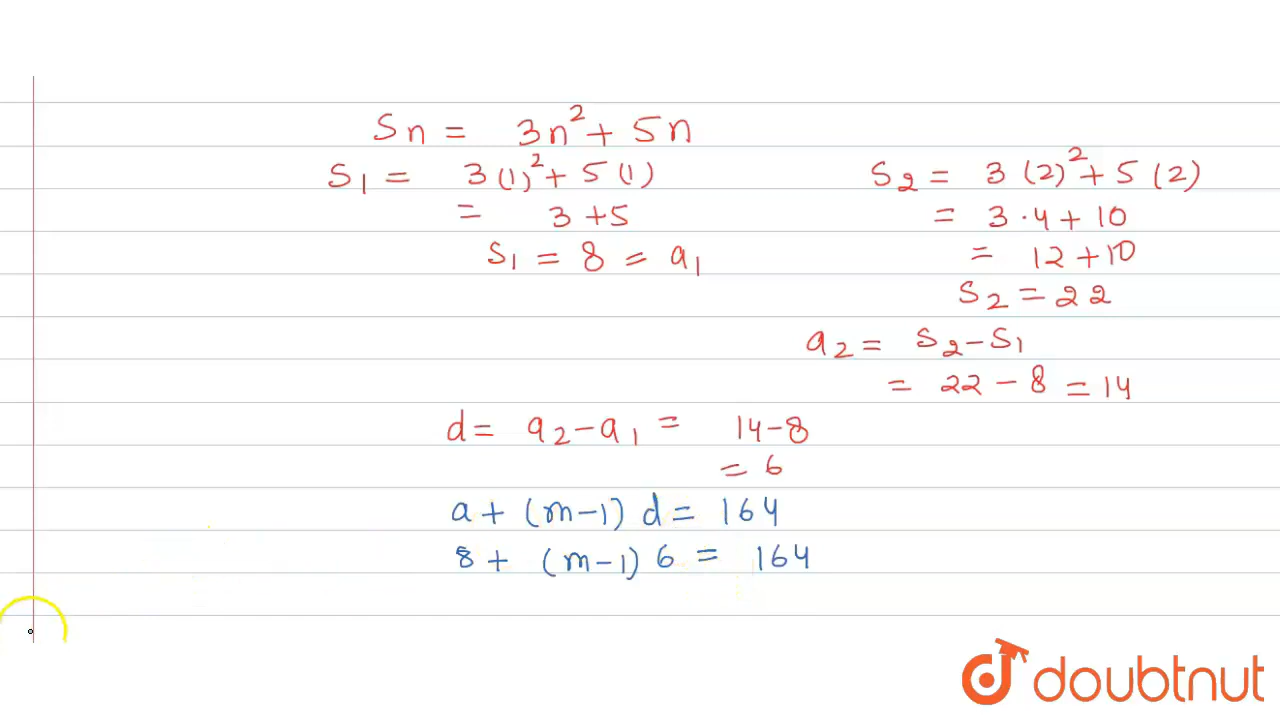 Sn = 3n² + 5n
S₁ = 3(1)² + 5(1)
= 3 + 5
S₁ = 8 = a₁
S₂ = 3(2)² + 5(2)
= 3·4 + 10
= 12 + 10
S₂ = 22
a₂ = S₂ - S₁
= 22 - 8 = 14
d = a₂ - a₁ = 14 - 8
= 6
a + (m-1) d = 164
8 + (m-1) 6 = 164
doubtnut